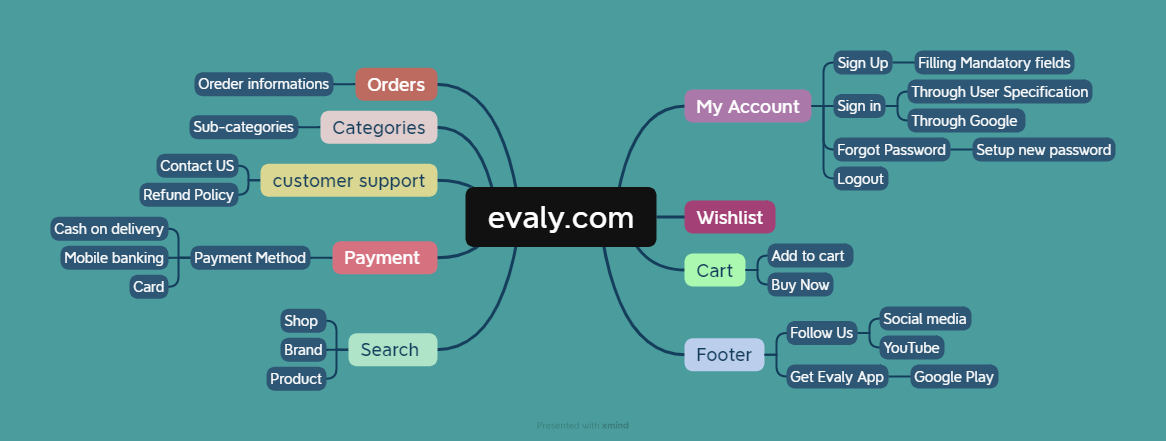 evaly.com
Orders
Oreder informations
Categories
Sub-categories
customer support
Contact US
Refund Policy
Payment
Payment Method
Cash on delivery
Mobile banking
Card
Search
Shop
Brand
Product
My Account
Sign Up
Filling Mandatory fields
Sign in
Through User Specification
Through Google
Forgot Password
Setup new password
Logout
Wishlist
Cart
Add to cart
Buy Now
Footer
Follow Us
Social media
YouTube
Get Evaly App
Google Play
Presented with xmind